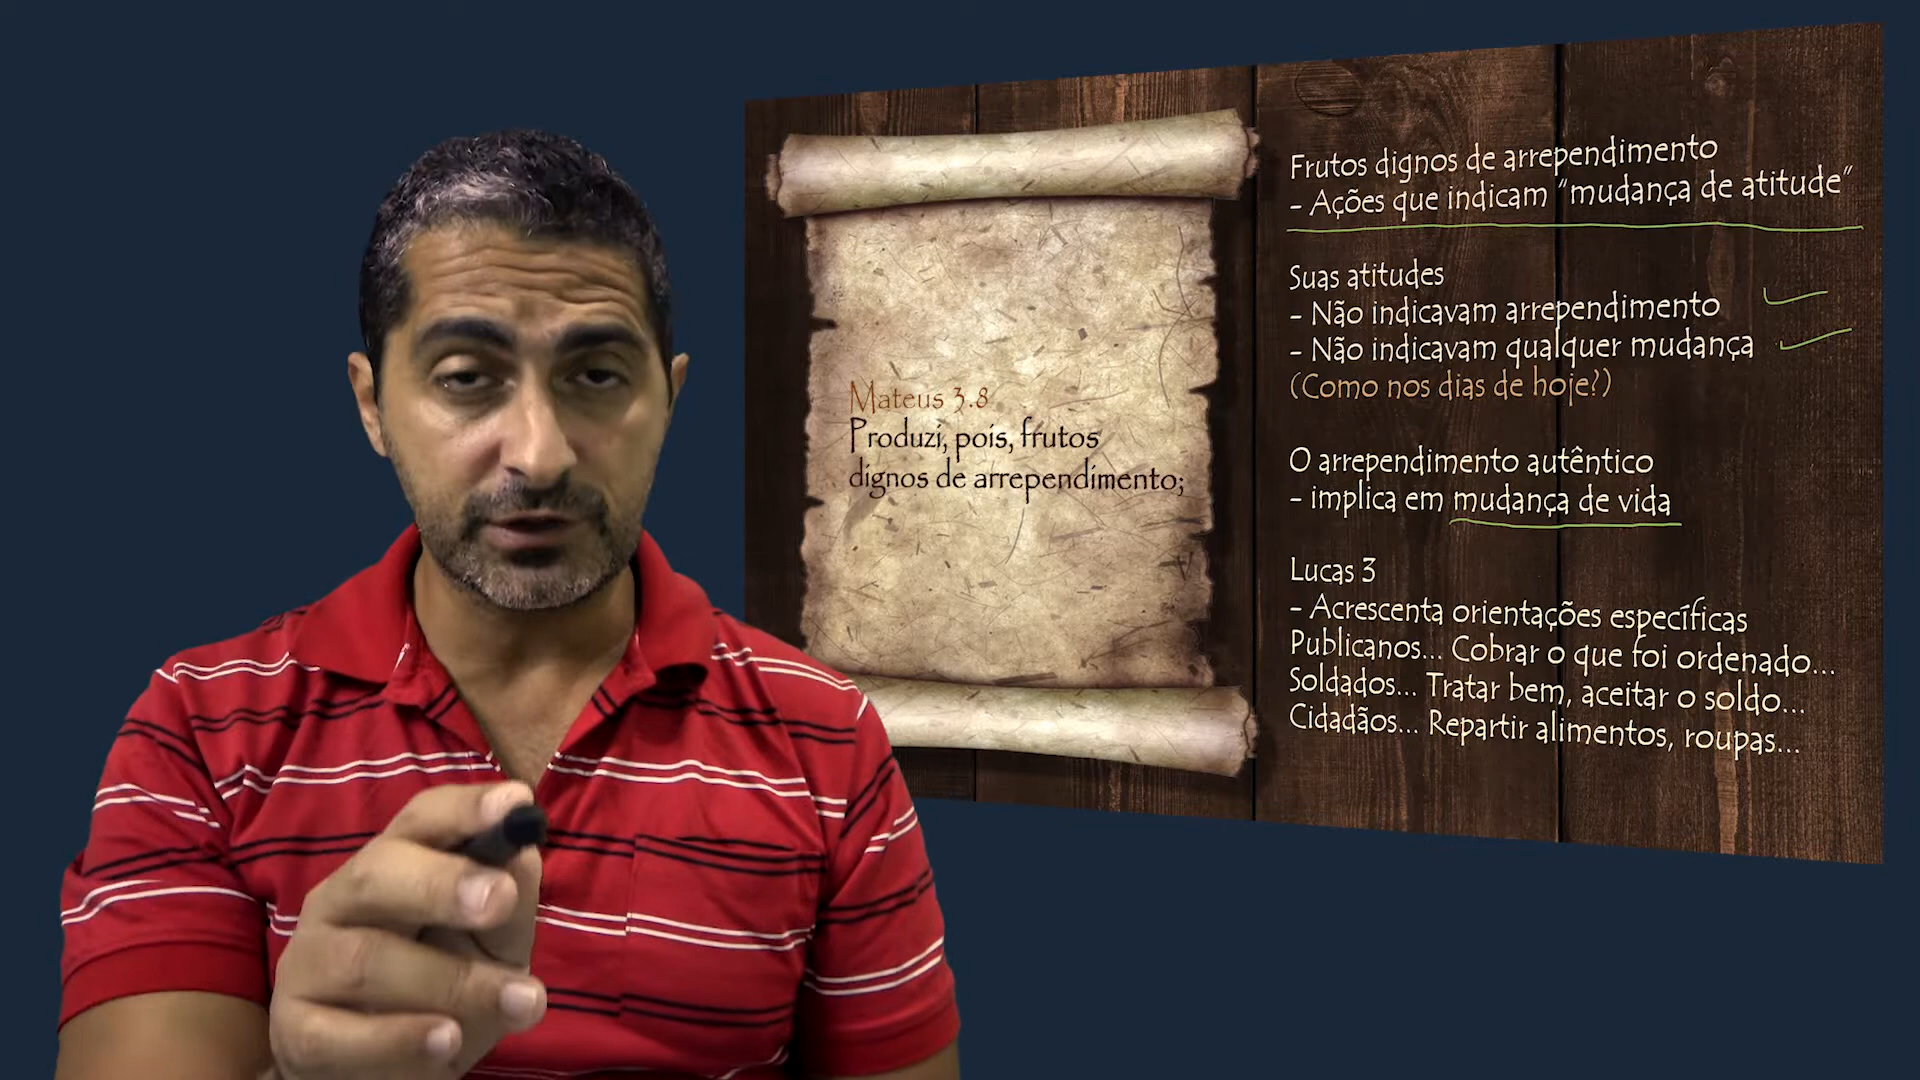 Mateus 3.8
Produzi, pois, frutos
dignos de arrependimento;
Frutos dignos de arrependimento
- Ações que indicam “mudança de atitude”
Suas atitudes
- Não indicavam arrependimento
- Não indicavam qualquer mudança
(Como nos dias de hoje?)
O arrependimento autêntico
- implica em mudança de vida
Lucas 3
- Acrescenta orientações específicas
Publicanos... Cobrar o que foi ordenado...
Soldados... Tratar bem, aceitar o soldo...
Cidadãos... Repartir alimentos, roupas...